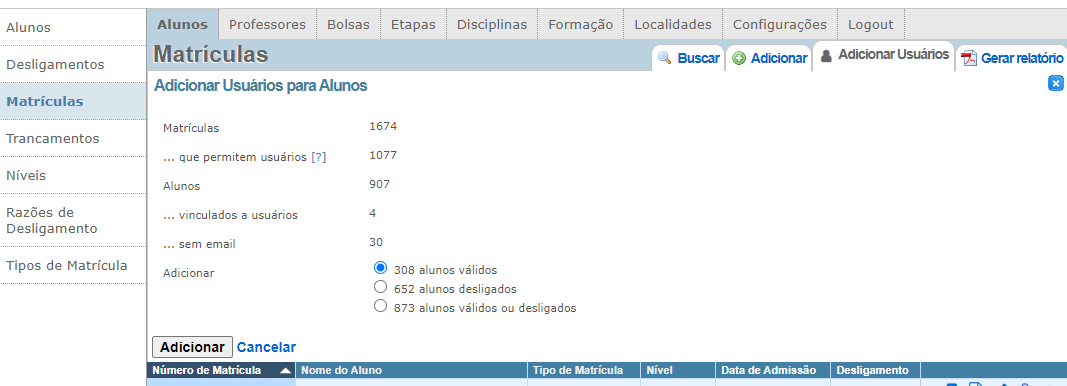 Alunos
Desligamentos
Matrículas
Trancamentos
Níveis
Razões de
Desligamento
Tipos de Matrícula
Alunos Professores Bolsas Etapas Disciplinas Formação Localidades Configurações Logout
Matrículas
Buscar Adicionar Adicionar Usuários Gerar relatório
Adicionar Usuários para Alunos
Matrículas 1674
... que permitem usuários [?] 1077
Alunos 907
... vinculados a usuários 4
... sem email 30
Adicionar 308 alunos válidos
652 alunos desligados
873 alunos válidos ou desligados
Adicionar Cancelar
Número de Matrícula Nome do Aluno Tipo de Matrícula Nível Data de Admissão Desligamento